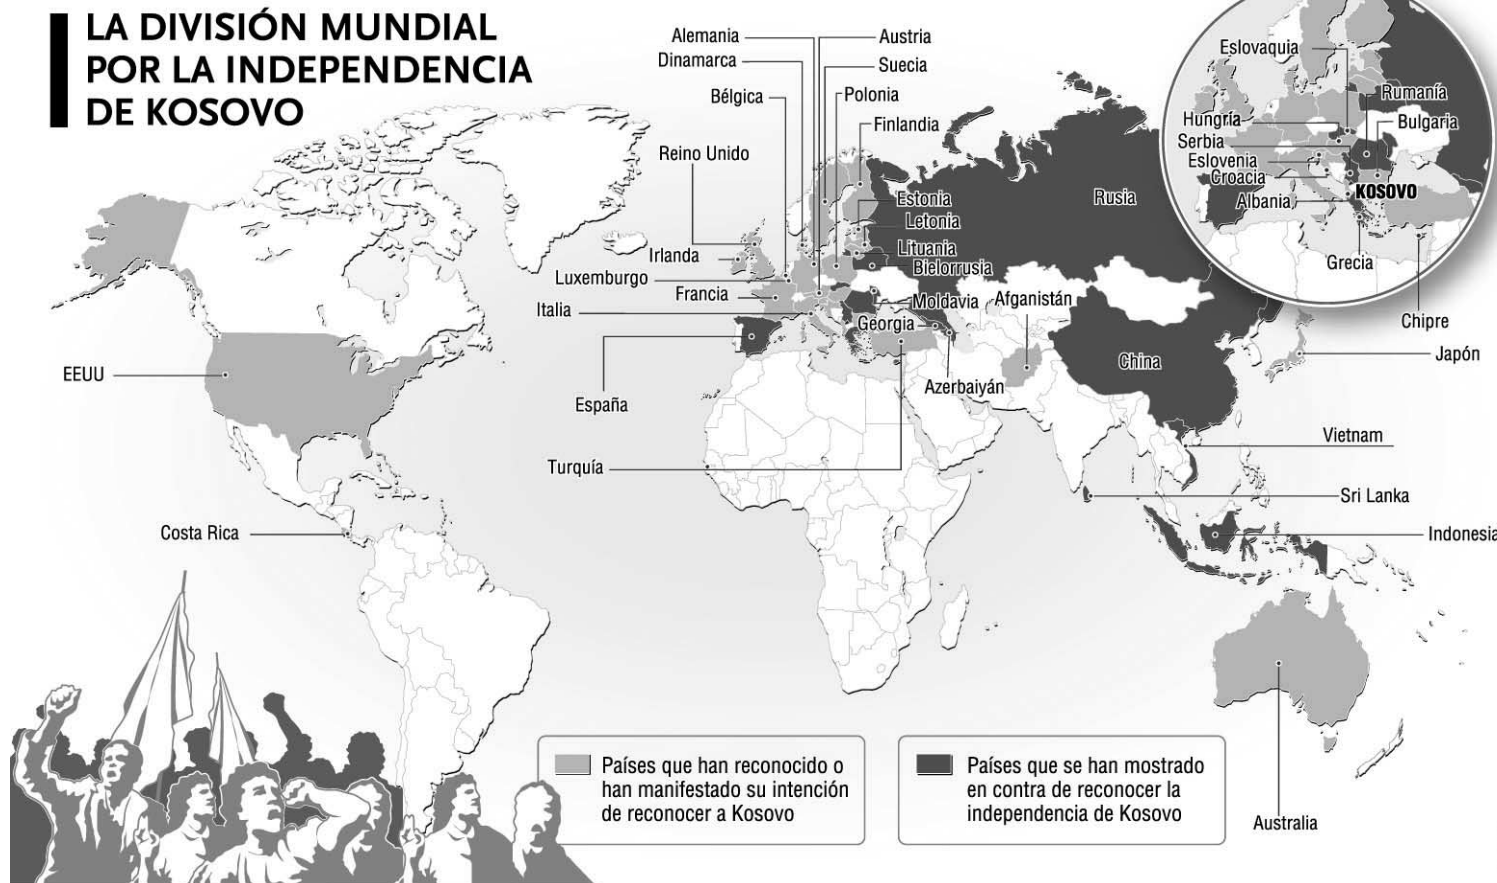 LA DIVISIÓN MUNDIAL
POR LA INDEPENDENCIA
DE KOSOVO
Alemania
Dinamarca
Bélgica
Reino Unido
Irlanda
Luxemburgo
Francia
Italia
España
Turquía
EEUU
Costa Rica
Austria
Suecia
Polonia
Finlandia
Estonia
Letonia
Lituania
Bielorrusia
Moldavia
Georgia
Azerbaiyán
Afganistán
Rusia
China
Eslovaquia
Hungría
Serbia
Eslovenia
Croacia
Albania
Rumanía
Bulgaria
KOSOVO
Grecia
Chipre
Japón
Vietnam
Sri Lanka
Indonesia
Australia
Países que han reconocido o
han manifestado su intención
de reconocer a Kosovo
Países que se han mostrado
en contra de reconocer la
independencia de Kosovo